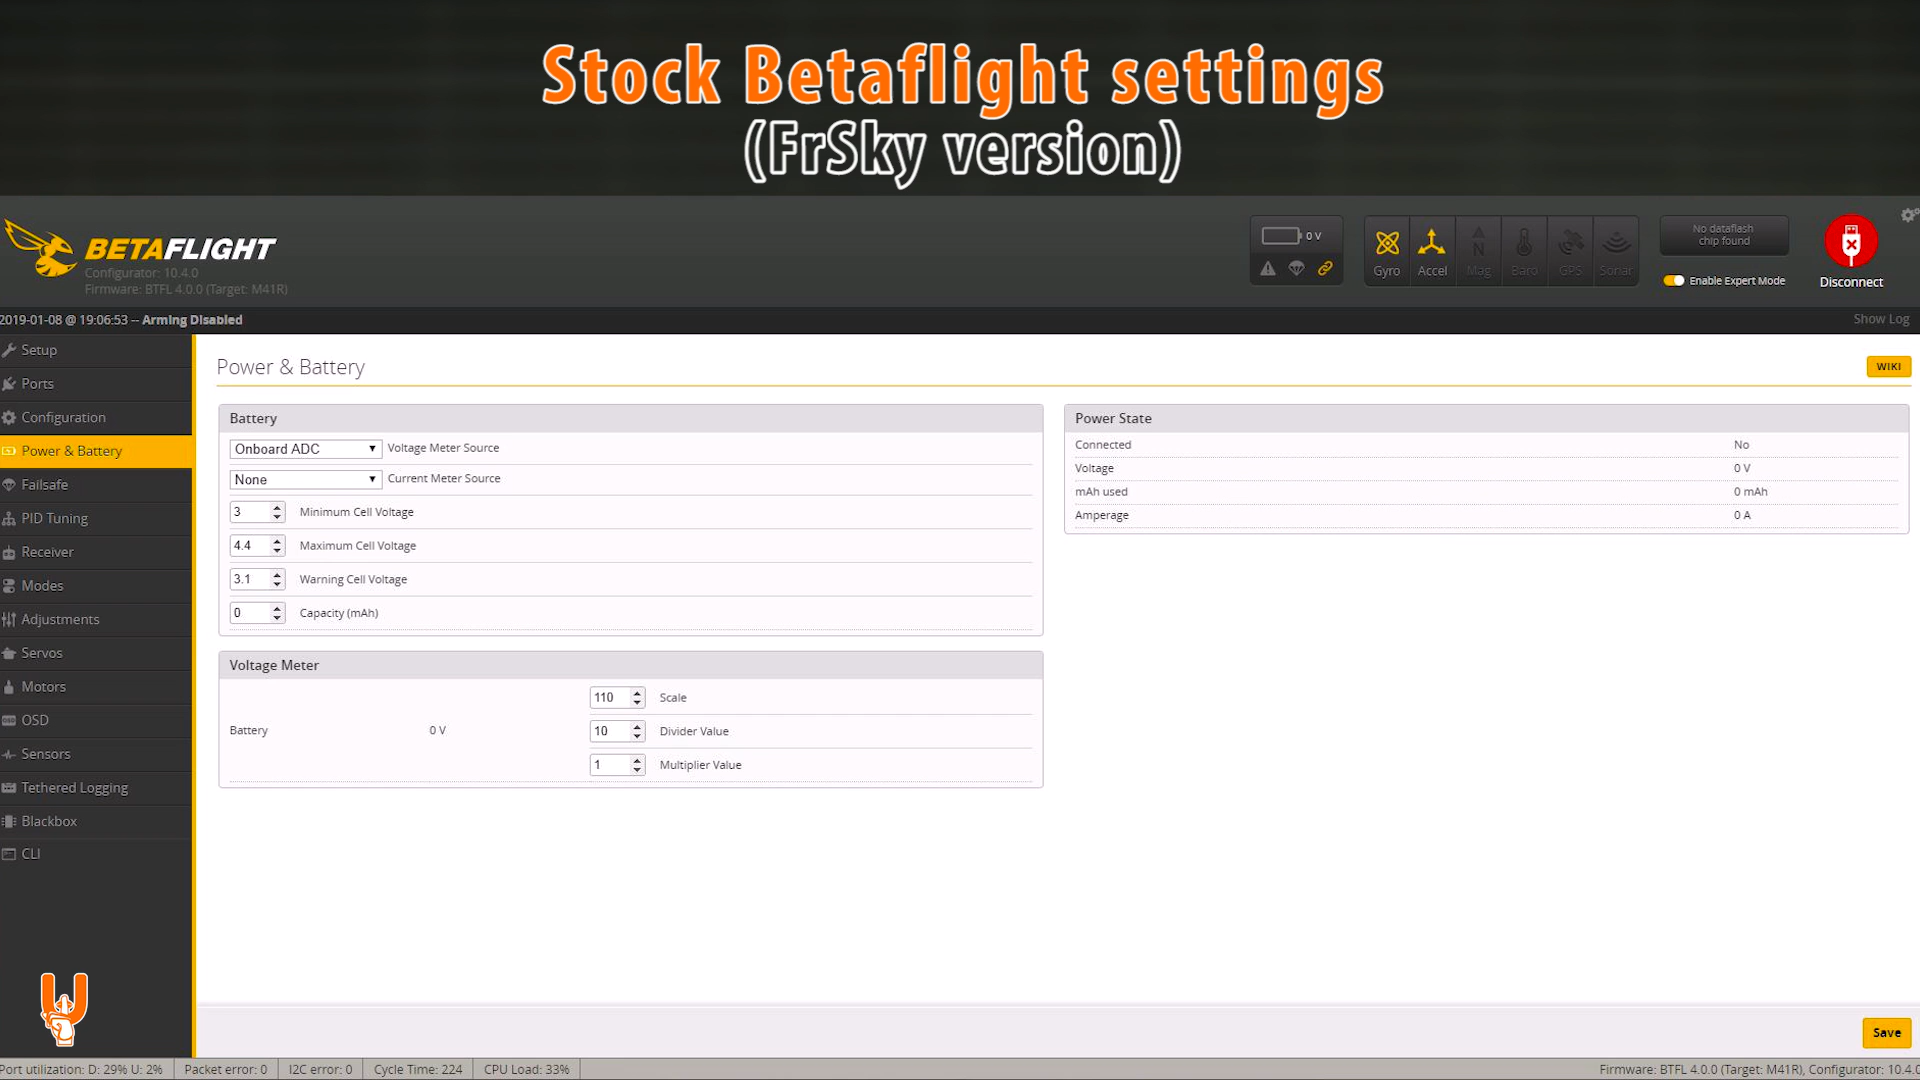 Stock Betaflight settings
(FrSky version)
BETAFLIGHT
Configurator: 10.4.0
Firmware: BTFL 4.0.0 (Target: M41R)
0 V
Gyro
Accel
Mag
Baro
GPS
Sonar
No dataflash
chip found
Enable Expert Mode
Disconnect
2019-01-08 @ 19:06:53 -- Arming Disabled
Show Log
Setup
Ports
Configuration
Power & Battery
Failsafe
PID Tuning
Receiver
Modes
Adjustments
Servos
Motors
OSD
Sensors
Tethered Logging
Blackbox
CLI
Power & Battery
WIKI
Battery
Onboard ADC Voltage Meter Source
None Current Meter Source
3 Minimum Cell Voltage
4.4 Maximum Cell Voltage
3.1 Warning Cell Voltage
0 Capacity (mAh)
Power State
Connected No
Voltage 0 V
mAh used 0 mAh
Amperage 0 A
Voltage Meter
Battery 0 V
110 Scale
10 Divider Value
1 Multiplier Value
Save
Port utilization: D: 29% U: 2%
Packet error: 0
I2C error: 0
Cycle Time: 224
CPU Load: 33%
Firmware: BTFL 4.0.0 (Target: M41R), Configurator: 10.4.0